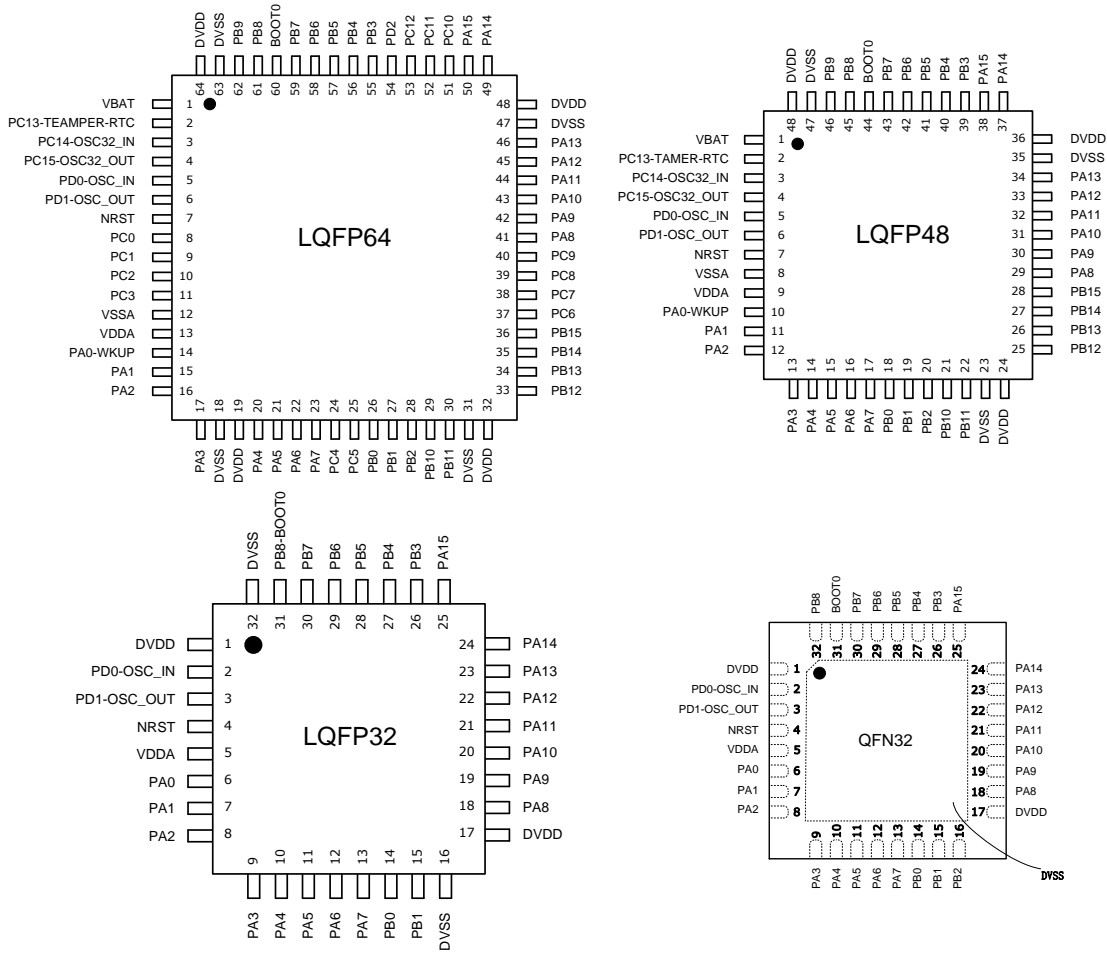 DVDD DVSS PB9 PB8 BOOT0 PB7 PB6 PB5 PB4 PB3 PD2 PC12 PC11 PC10 PA15 PA14
64 63 62 61 60 59 58 57 56 55 54 53 52 51 50 49
VBAT 1 48 DVDD
PC13-TEAMPER-RTC 2 47 DVSS
PC14-OSC32_IN 3 46 PA13
PC15-OSC32_OUT 4 45 PA12
PD0-OSC_IN 5 44 PA11
PD1-OSC_OUT 6 43 PA10
NRST 7 42 PA9
PC0 8 41 PA8
LQFP64
PC1 9 40 PC9
PC2 10 39 PC8
PC3 11 38 PC7
VSSA 12 37 PC6
VDDA 13 36 PB15
PA0-WKUP 14 35 PB14
PA1 15 34 PB13
PA2 16 33 PB12
17 18 19 20 21 22 23 24 25 26 27 28 29 30 31 32
PA3 DVSS DVDD PA4 PA5 PA6 PA7 PC4 PC5 PB0 PB1 PB2 PB10 PB11 DVSS DVDD
DVDD DVSS PB9 PB8 BOOT0 PB7 PB6 PB5 PB4 PB3 PA15 PA14
48 47 46 45 44 43 42 41 40 39 38 37
VBAT 1 36 DVDD
PC13-TAMER-RTC 2 35 DVSS
PC14-OSC32_IN 3 34 PA13
PC15-OSC32_OUT 4 33 PA12
PD0-OSC_IN 5 32 PA11
PD1-OSC_OUT 6 31 PA10
LQFP48
NRST 7 30 PA9
VSSA 8 29 PA8
VDDA 9 28 PB15
PA0-WKUP 10 27 PB14
PA1 11 26 PB13
PA2 12 25 PB12
13 14 15 16 17 18 19 20 21 22 23 24
PA3 PA4 PA5 PA6 PA7 PB0 PB1 PB2 PB10 PB11 DVSS DVDD
DVSS PB8-BOOT0 PB7 PB6 PB5 PB4 PB3 PA15
32 31 30 29 28 27 26 25
DVDD 1 24 PA14
PD0-OSC_IN 2 23 PA13
PD1-OSC_OUT 3 22 PA12
NRST 4 21 PA11
LQFP32
VDDA 5 20 PA10
PA0 6 19 PA9
PA1 7 18 PA8
PA2 8 17 DVDD
9 10 11 12 13 14 15 16
PA3 PA4 PA5 PA6 PA7 PB0 PB1 DVSS
PB8 BOOT0 PB7 PB6 PB5 PB4 PB3 PA15
32 31 30 29 28 27 26 25
DVDD 1 24 PA14
PD0-OSC_IN 2 23 PA13
PD1-OSC_OUT 3 22 PA12
NRST 4 21 PA11
QFN32
VDDA 5 20 PA10
PA0 6 19 PA9
PA1 7 18 PA8
PA2 8 17 DVDD
9 10 11 12 13 14 15 16
PA3 PA4 PA5 PA6 PA7 PB0 PB1 PB2
DVSS